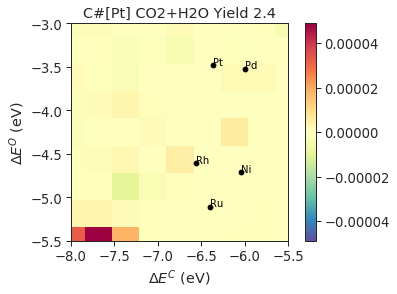 C#[Pt] CO2+H2O Yield 2.4
−3.0
−3.5
−4.0
−4.5
−5.0
−5.5
ΔE^O (eV)
Pt
Pd
Rh
Ni
Ru
−8.0 −7.5 −7.0 −6.5 −6.0 −5.5
ΔE^C (eV)
0.00004
0.00002
0.00000
−0.00002
−0.00004